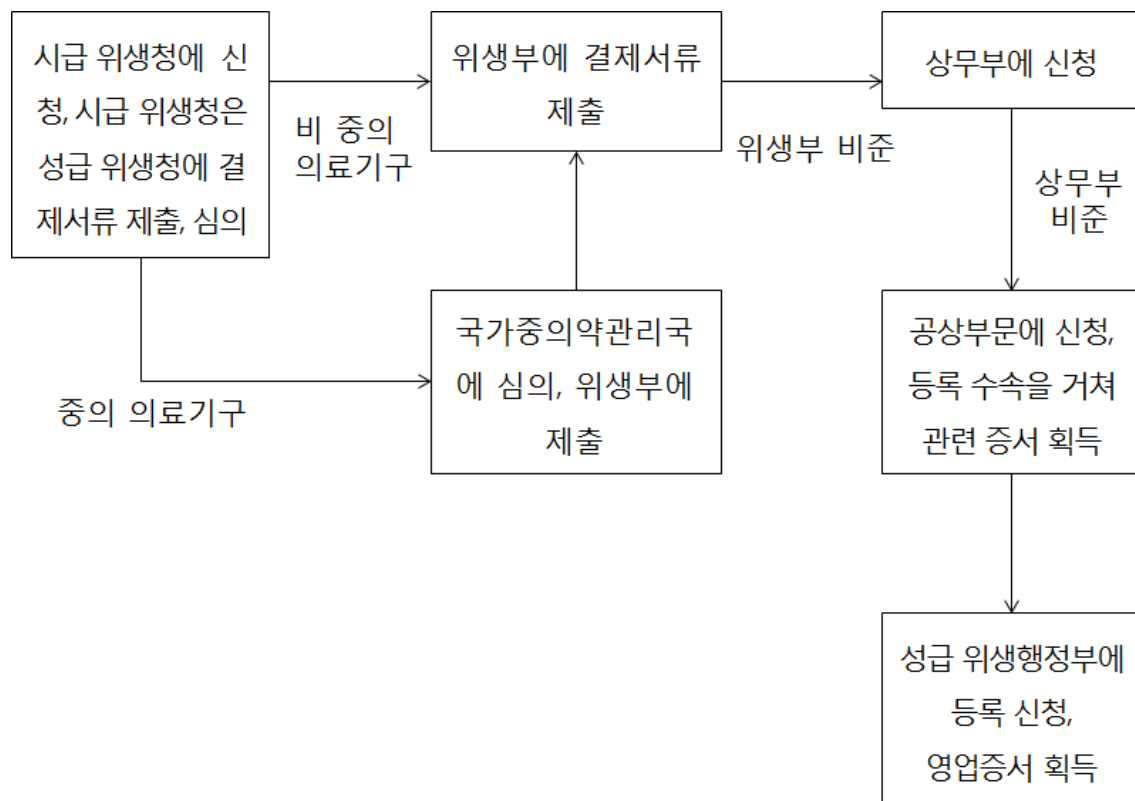 시급 위생청에 신
청, 시급 위생청은
성급 위생청에 결
제서류 제출, 심의
비 중의
의료기구
위생부에 결제서류
제출
위생부 비준
상무부에 신청
상무부
비준
중의 의료기구
국가중의약관리국
에 심의, 위생부에
제출
공상부문에 신청,
등록 수속을 거쳐
관련 증서 획득
성급 위생행정부에
등록 신청,
영업증서 획득